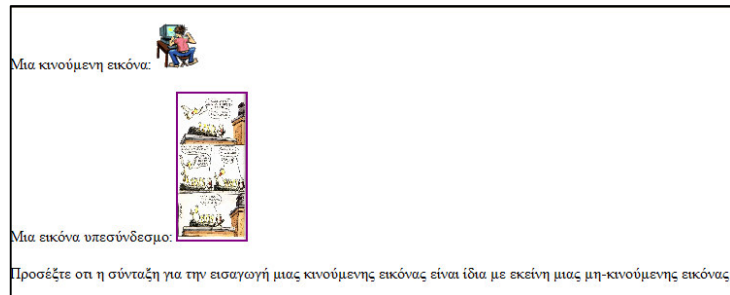 Μια κινούμενη εικόνα:
Μια εικόνα υπεσύνδεσμο:
Προσέξτε οτι η σύνταξη για την εισαγωγή μιας κινούμενης εικόνας είναι ίδια με εκείνη μιας μη-κινούμενης εικόνας